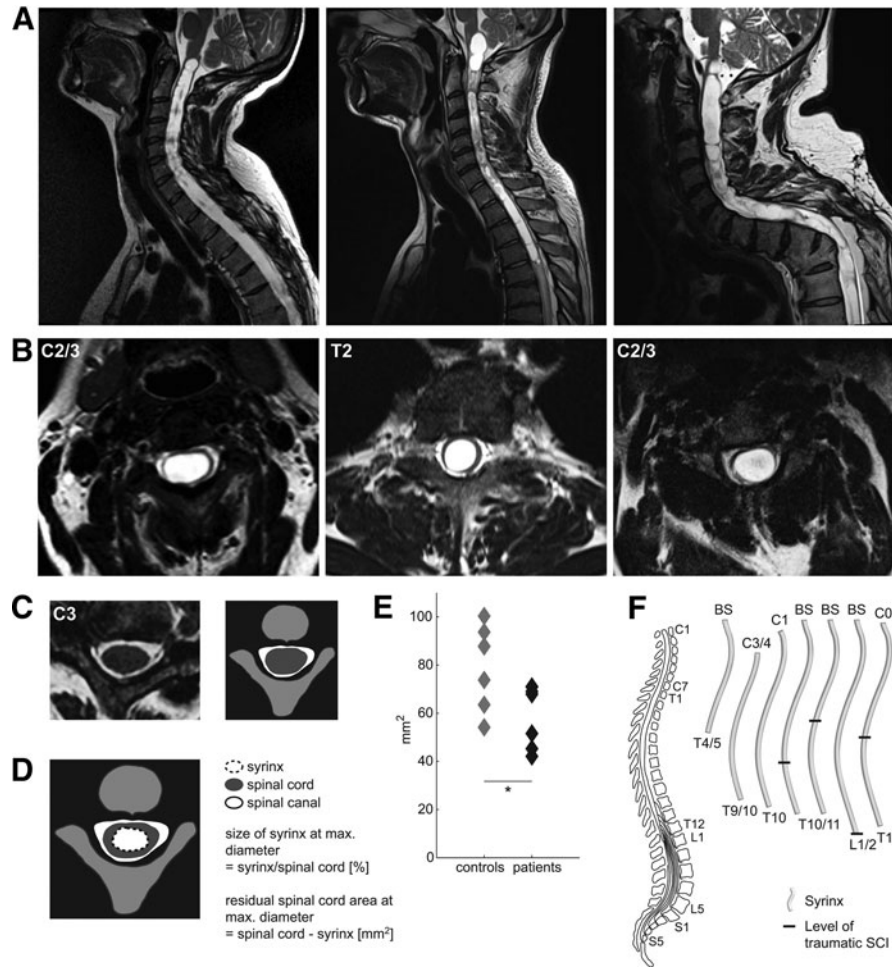 A
B
C2/3
T2
C2/3
C
C3
D
syrinx
spinal cord
spinal canal
size of syrinx at max.
diameter
= syrinx/spinal cord [%]
residual spinal cord area at
max. diameter
= spinal cord - syrinx [mm²]
E
100
80
60
40
20
0
mm²
*
controls patients
F
C1
C7
T1
T12
L1
L5
S1
S5
BS
C3/4
C1
BS
BS
BS
C0
T4/5
T9/10
T10
T10/11
L1/2
T1
Syrinx
Level of
traumatic SCI